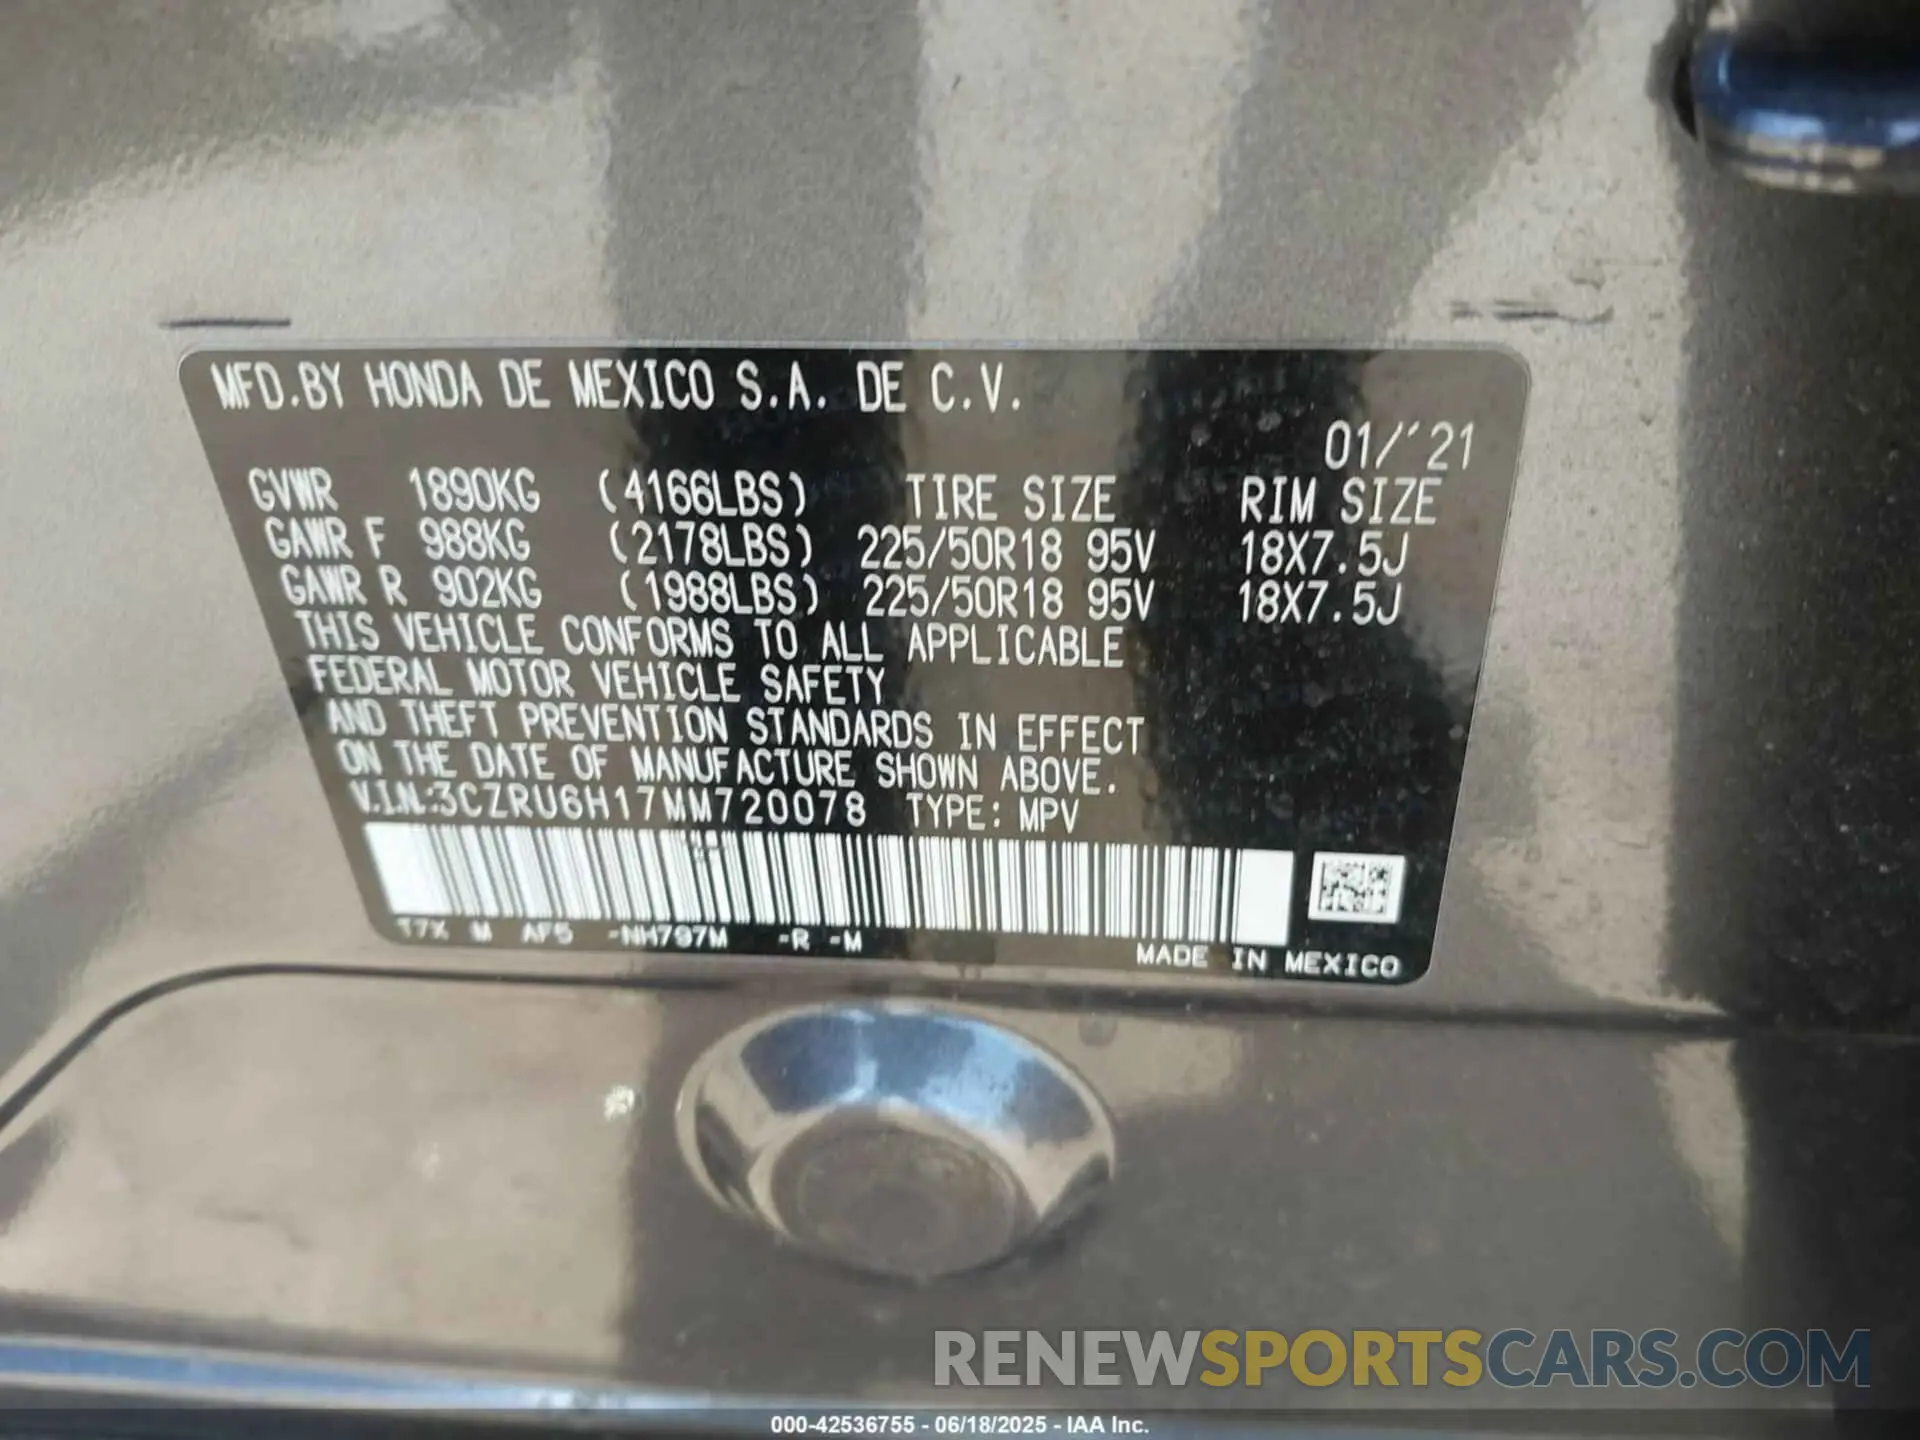 MFD.BY HONDA DE MEXICO S.A. DE C.V.
01/'21
GVWR 1890KG (4166LBS) TIRE SIZE RIM SIZE
GAWR F 988KG (2178LBS) 225/50R18 95V 18X7.5J
GAWR R 902KG (1988LBS) 225/50R18 95V 18X7.5J
THIS VEHICLE CONFORMS TO ALL APPLICABLE
FEDERAL MOTOR VEHICLE SAFETY
AND THEFT PREVENTION STANDARDS IN EFFECT
ON THE DATE OF MANUFACTURE SHOWN ABOVE.
V.I.N.:3CZRU6H17MM720078 TYPE: MPV
T7X M AF5 -NH797M -R -M
MADE IN MEXICO
RENEWSPORTSCARS.COM
000-42536755 - 06/18/2025 - IAA Inc.